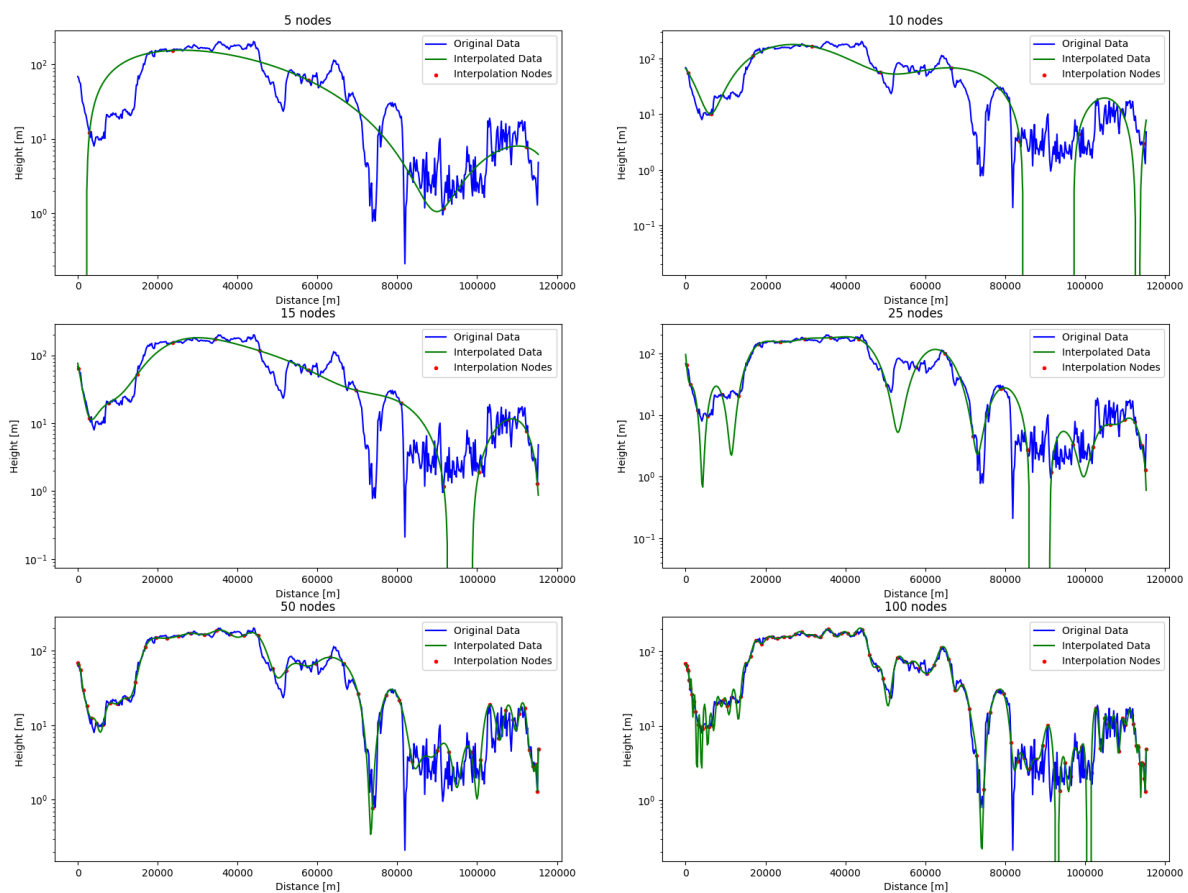 5 nodes
Height [m]
10²
10¹
10⁰
Original Data
Interpolated Data
Interpolation Nodes
0 20000 40000 60000 80000 100000 120000
Distance [m]
10 nodes
Height [m]
10²
10¹
10⁰
10⁻¹
Original Data
Interpolated Data
Interpolation Nodes
0 20000 40000 60000 80000 100000 120000
Distance [m]
15 nodes
Height [m]
10²
10¹
10⁰
10⁻¹
Original Data
Interpolated Data
Interpolation Nodes
0 20000 40000 60000 80000 100000 120000
Distance [m]
25 nodes
Height [m]
10²
10¹
10⁰
10⁻¹
Original Data
Interpolated Data
Interpolation Nodes
0 20000 40000 60000 80000 100000 120000
Distance [m]
50 nodes
Height [m]
10²
10¹
10⁰
Original Data
Interpolated Data
Interpolation Nodes
0 20000 40000 60000 80000 100000 120000
Distance [m]
100 nodes
Height [m]
10²
10¹
10⁰
Original Data
Interpolated Data
Interpolation Nodes
0 20000 40000 60000 80000 100000 120000
Distance [m]